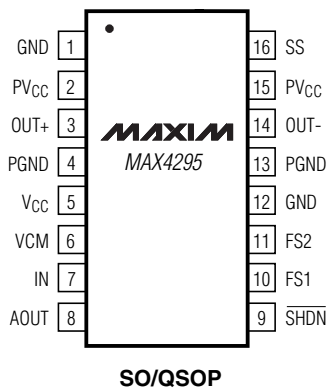 GND 1 16 SS
PVCC 2 15 PVCC
OUT+ 3 14 OUT-
MAXIM
PGND 4 MAX4295 13 PGND
VCC 5 12 GND
VCM 6 11 FS2
IN 7 10 FS1
AOUT 8 9 SHDN
SO/QSOP